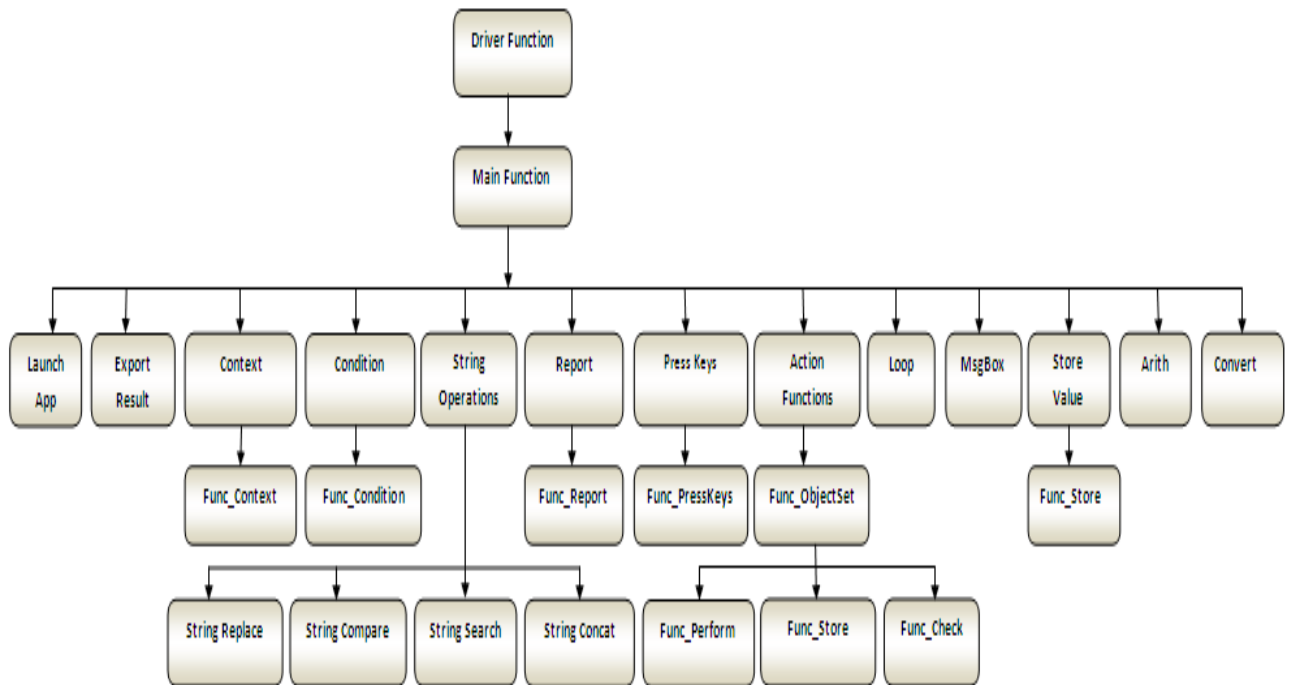 Driver Function
Main Function
Launch
App
Export
Result
Context
Condition
String
Operations
Report
Press Keys
Action
Functions
Loop
MsgBox
Store
Value
Arith
Convert
Func_Context
Func_Condition
Func_Report
Func_PressKeys
Func_ObjectSet
Func_Store
String Replace
String Compare
String Search
String Concat
Func_Perform
Func_Store
Func_Check